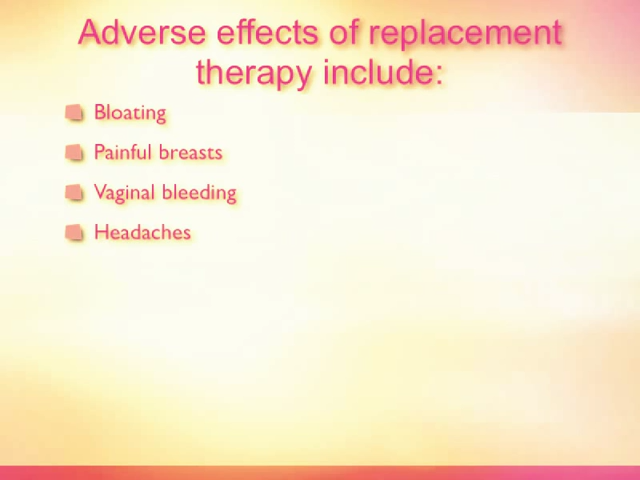 Adverse effects of replacement
therapy include:
Bloating
Painful breasts
Vaginal bleeding
Headaches